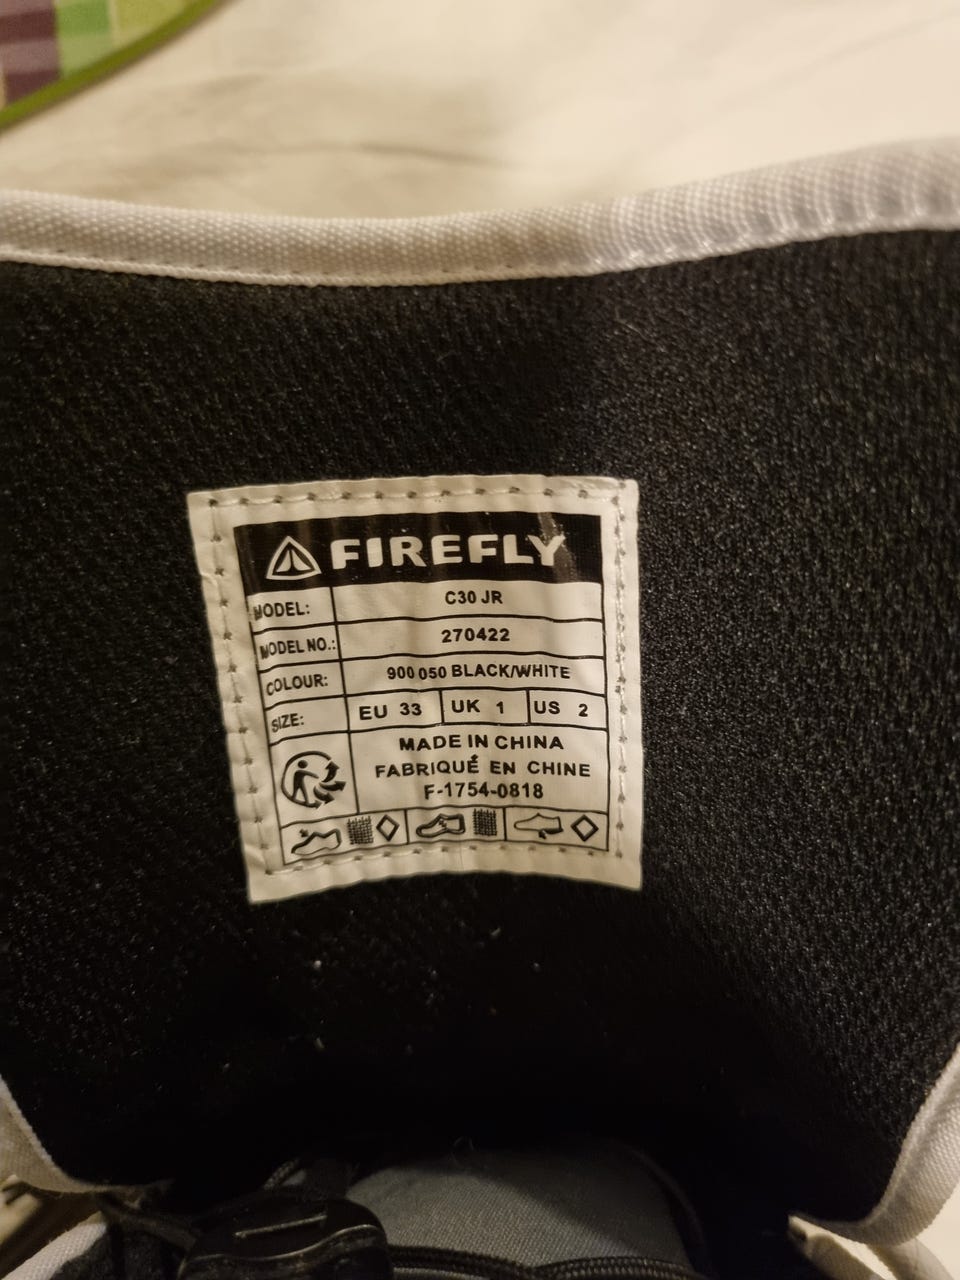 FIREFLY
MODEL: C30 JR
MODEL NO.: 270422
COLOUR: 900 050 BLACK/WHITE
SIZE: EU 33 UK 1 US 2
MADE IN CHINA
FABRIQUÉ EN CHINE
F-1754-0818